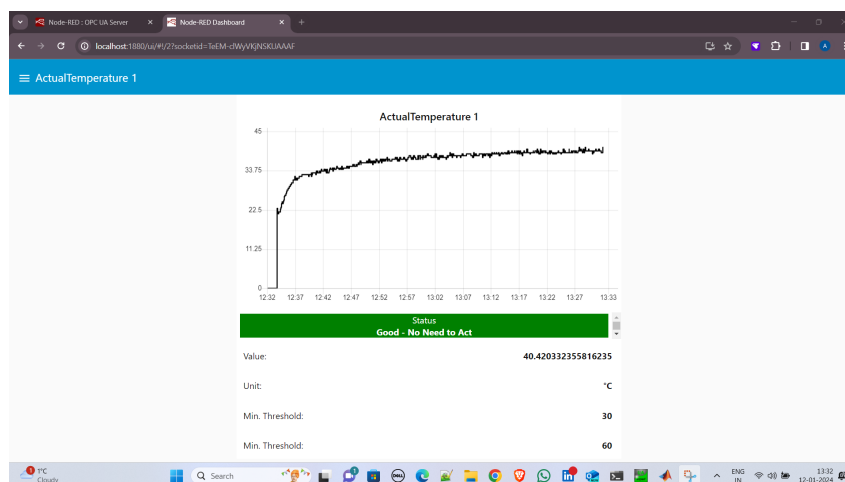 Node-RED : OPC UA Server
Node-RED Dashboard
localhost:1880/ui/#!/2?socketid=TeEM-clWyVKjNSKUAAAF
ActualTemperature 1
ActualTemperature 1
45
33.75
22.5
11.25
0
12:32 12:37 12:42 12:47 12:52 12:57 13:02 13:07 13:12 13:17 13:22 13:27 13:33
Status
Good - No Need to Act
Value: 40.420332355816235
Unit: °C
Min. Threshold: 30
Min. Threshold: 60
1°C
Cloudy
Search
ENG
IN
13:32
12-01-2024